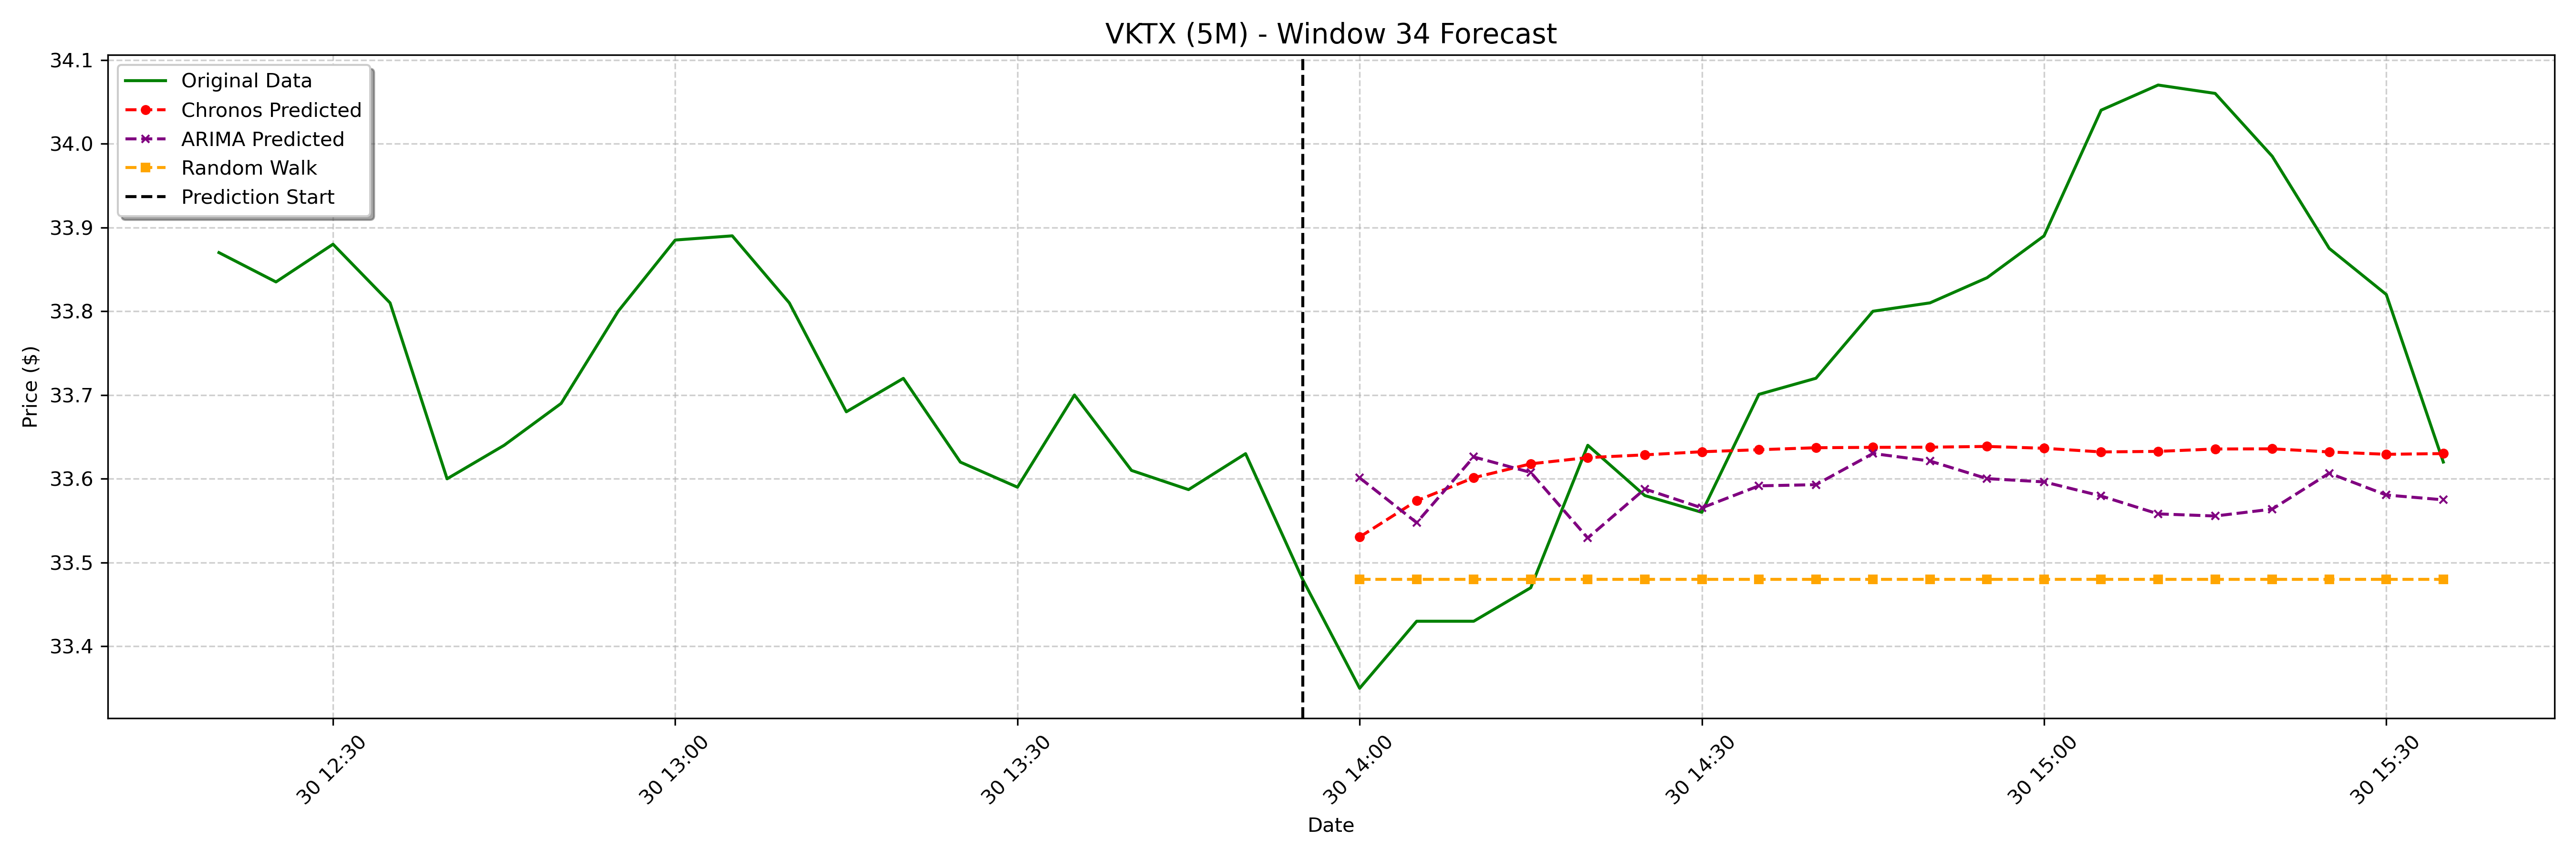 VKTX (5M) - Window 34 Forecast
Original Data
Chronos Predicted
ARIMA Predicted
Random Walk
Prediction Start
Price ($)
34.1
34.0
33.9
33.8
33.7
33.6
33.5
33.4
30 12:30
30 13:00
30 13:30
30 14:00
30 14:30
30 15:00
30 15:30
Date